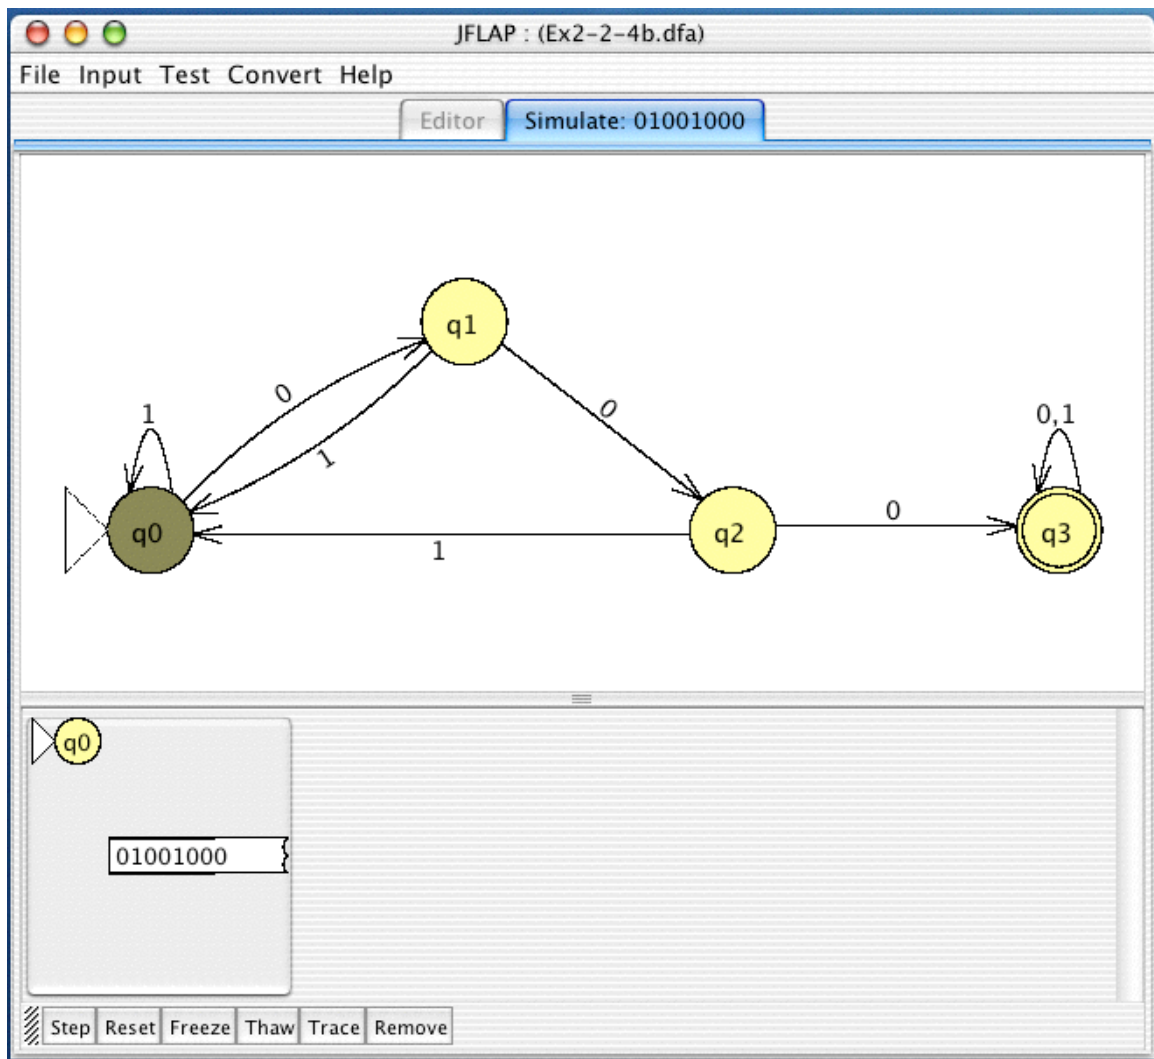 JFLAP : (Ex2-2-4b.dfa)
File Input Test Convert Help
Editor Simulate: 01001000
q1
0
1
0
1
0,1
q0
1
q2
0
q3
q0
01001000
Step Reset Freeze Thaw Trace Remove